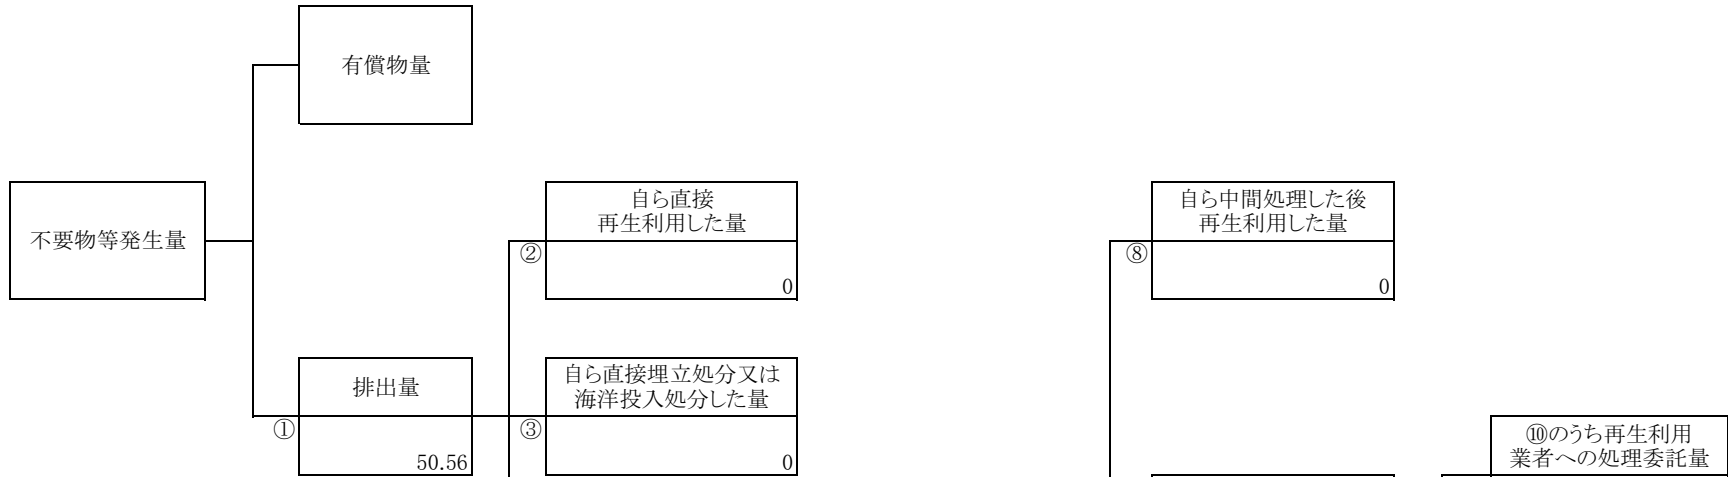 有償物量
不要物等発生量
自ら直接
再生利用した量
②
0
自ら中間処理した後
再生利用した量
⑧
0
排出量
①
50.56
自ら直接埋立処分又は
海洋投入処分した量
③
0
⑩のうち再生利用
業者への処理委託量